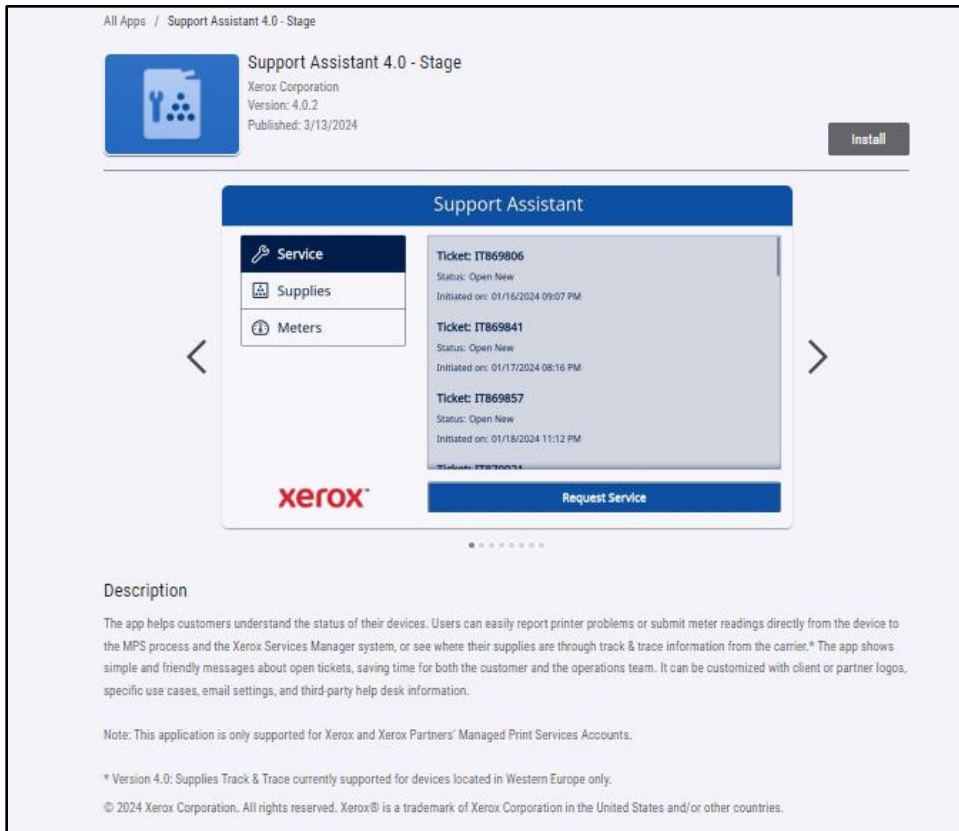 All Apps / Support Assistant 4.0 - Stage
Support Assistant 4.0 - Stage
Xerox Corporation
Version: 4.0.2
Published: 3/13/2024
Install
Support Assistant
Service
Supplies
Meters
Ticket: IT869806
Status: Open New
Initiated on: 01/16/2024 09:07 PM
Ticket: IT869841
Status: Open New
Initiated on: 01/17/2024 08:16 PM
Ticket: IT869857
Status: Open New
Initiated on: 01/18/2024 11:12 PM
xerox™
Request Service
Description
The app helps customers understand the status of their devices. Users can easily report printer problems or submit meter readings directly from the device to
the MPS process and the Xerox Services Manager system, or see where their supplies are through track & trace information from the carrier.* The app shows
simple and friendly messages about open tickets, saving time for both the customer and the operations team. It can be customized with client or partner logos,
specific use cases, email settings, and third-party help desk information.
Note: This application is only supported for Xerox and Xerox Partners' Managed Print Services Accounts.
* Version 4.0: Supplies Track & Trace currently supported for devices located in Western Europe only.
© 2024 Xerox Corporation. All rights reserved. Xerox® is a trademark of Xerox Corporation in the United States and/or other countries.